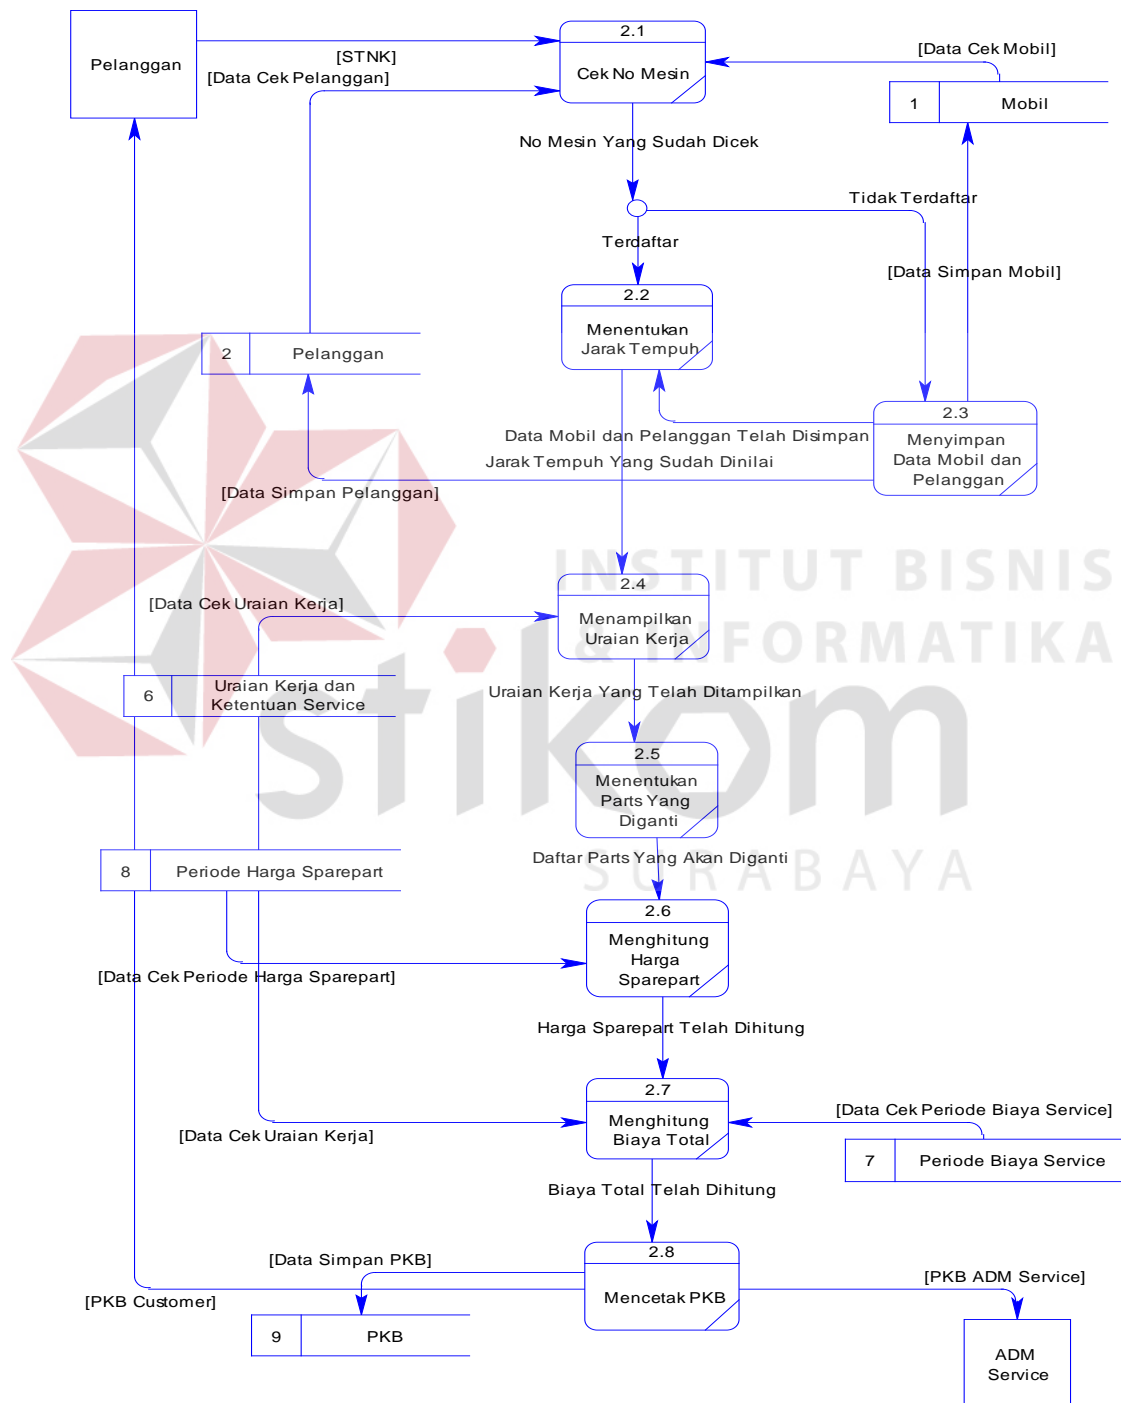 Pelanggan
[STNK]
[Data Cek Pelanggan]
2.1
Cek No Mesin
[Data Cek Mobil]
1
Mobil
No Mesin Yang Sudah Dicek
Tidak Terdaftar
Terdaftar
[Data Simpan Mobil]
2.2
Menentukan
Jarak Tempuh
2
Pelanggan
2.3
Menyimpan
Data Mobil dan
Pelanggan
Data Mobil dan Pelanggan Telah Disimpan
Jarak Tempuh Yang Sudah Dinilai
[Data Simpan Pelanggan]
INSTITUT BISNIS
& INFORMATIKA
stikom
SURABAYA
2.4
Menampilkan
Uraian Kerja
[Data Cek Uraian Kerja]
6
Uraian Kerja dan
Ketentuan Service
Uraian Kerja Yang Telah Ditampilkan
2.5
Menentukan
Parts Yang
Diganti
Daftar Parts Yang Akan Diganti
8
Periode Harga Sparepart
2.6
Menghitung
Harga
Sparepart
[Data Cek Periode Harga Sparepart]
Harga Sparepart Telah Dihitung
2.7
Menghitung
Biaya Total
[Data Cek Periode Biaya Service]
[Data Cek Uraian Kerja]
7
Periode Biaya Service
Biaya Total Telah Dihitung
2.8
Mencetak PKB
[Data Simpan PKB]
[PKB ADM Service]
[PKB Customer]
9
PKB
ADM
Service